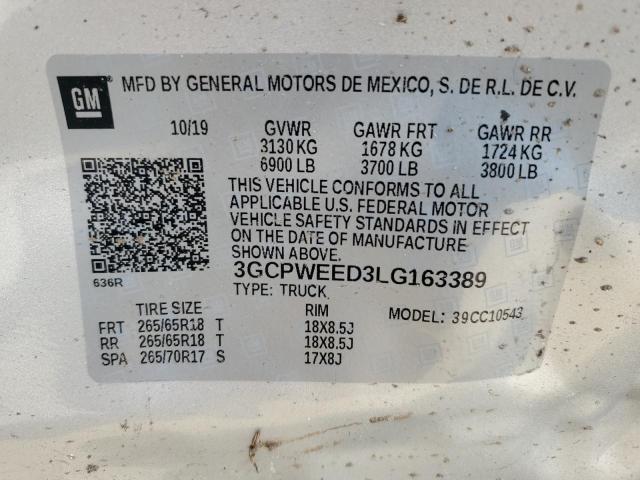 GM
MFD BY GENERAL MOTORS DE MEXICO, S. DE R.L. DE C.V.
10/19 GVWR GAWR FRT GAWR RR
3130 KG 1678 KG 1724 KG
6900 LB 3700 LB 3800 LB
THIS VEHICLE CONFORMS TO ALL
APPLICABLE U.S. FEDERAL MOTOR
VEHICLE SAFETY STANDARDS IN EFFECT
ON THE DATE OF MANUFACTURE
SHOWN ABOVE.
3GCPWEED3LG163389
636R
TYPE: TRUCK
TIRE SIZE RIM MODEL: 39CC10543
FRT 265/65R18 T 18X8.5J
RR 265/65R18 T 18X8.5J
SPA 265/70R17 S 17X8J